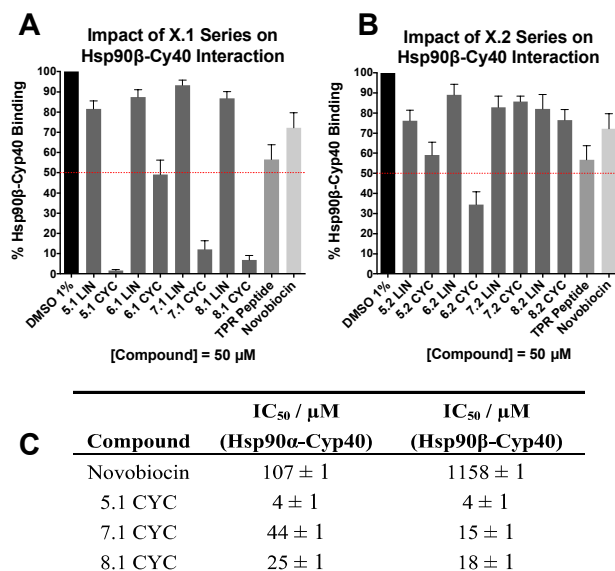 A
Impact of X.1 Series on
Hsp90β-Cy40 Interaction
% Hsp90β-Cyp40 Binding
100
90
80
70
60
50
40
30
20
10
0
DMSO 1%
5.1 LIN
5.1 CYC
6.1 LIN
6.1 CYC
7.1 LIN
7.1 CYC
8.1 LIN
8.1 CYC
TPR Peptide
Novobiocin
[Compound] = 50 µM
B
Impact of X.2 Series on
Hsp90β-Cy40 Interaction
% Hsp90β-Cyp40 Binding
100
90
80
70
60
50
40
30
20
10
0
DMSO 1%
5.2 LIN
5.2 CYC
6.2 LIN
6.2 CYC
7.2 LIN
7.2 CYC
8.2 LIN
8.2 CYC
TPR Peptide
Novobiocin
[Compound] = 50 µM
C
Compound IC50 / µM (Hsp90α-Cyp40) IC50 / µM (Hsp90β-Cyp40)
Novobiocin 107 ± 1 1158 ± 1
5.1 CYC 4 ± 1 4 ± 1
7.1 CYC 44 ± 1 15 ± 1
8.1 CYC 25 ± 1 18 ± 1